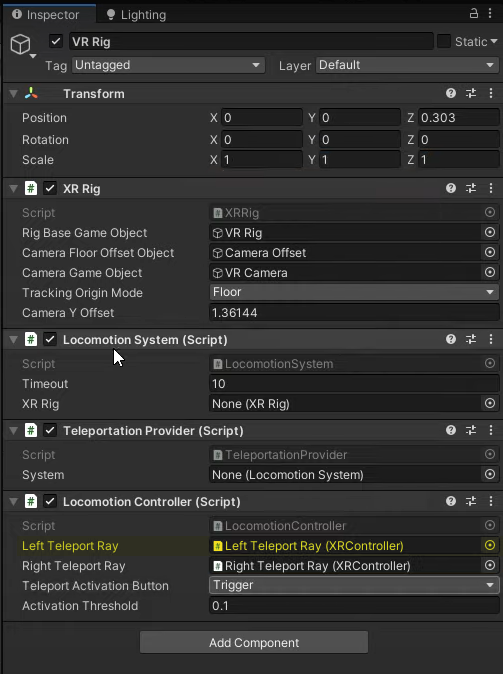 Inspector Lighting
VR Rig Static
Tag Untagged Layer Default
Transform
Position X 0 Y 0 Z 0.303
Rotation X 0 Y 0 Z 0
Scale X 1 Y 1 Z 1
# XR Rig
Script # XRRig
Rig Base Game Object VR Rig
Camera Floor Offset Object Camera Offset
Camera Game Object VR Camera
Tracking Origin Mode Floor
Camera Y Offset 1.36144
# Locomotion System (Script)
Script # LocomotionSystem
Timeout 10
XR Rig None (XR Rig)
# Teleportation Provider (Script)
Script # TeleportationProvider
System None (Locomotion System)
# Locomotion Controller (Script)
Script # LocomotionController
Left Teleport Ray # Left Teleport Ray (XRController)
Right Teleport Ray # Right Teleport Ray (XRController)
Teleport Activation Button Trigger
Activation Threshold 0.1
Add Component